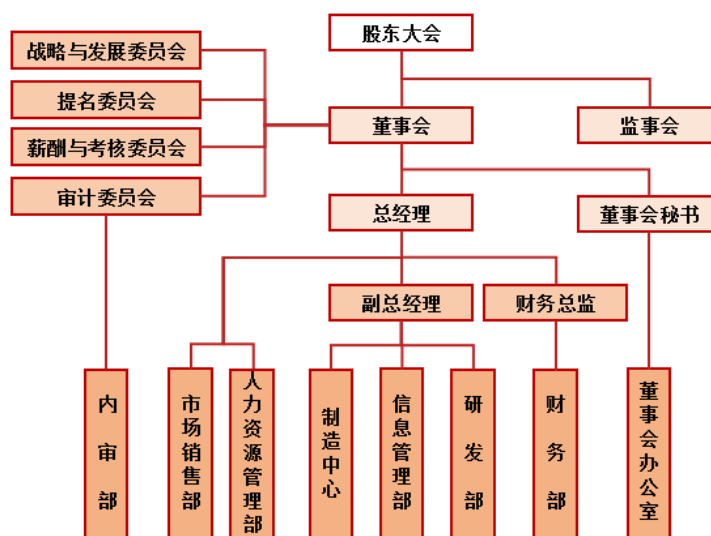 股东大会
战略与发展委员会
提名委员会
董事会
监事会
薪酬与考核委员会
审计委员会
总经理
董事会秘书
副总经理
财务总监
内审部
市场销售部
人力资源管理部
制造中心
信息管理部
研发部
财务部
董事会办公室